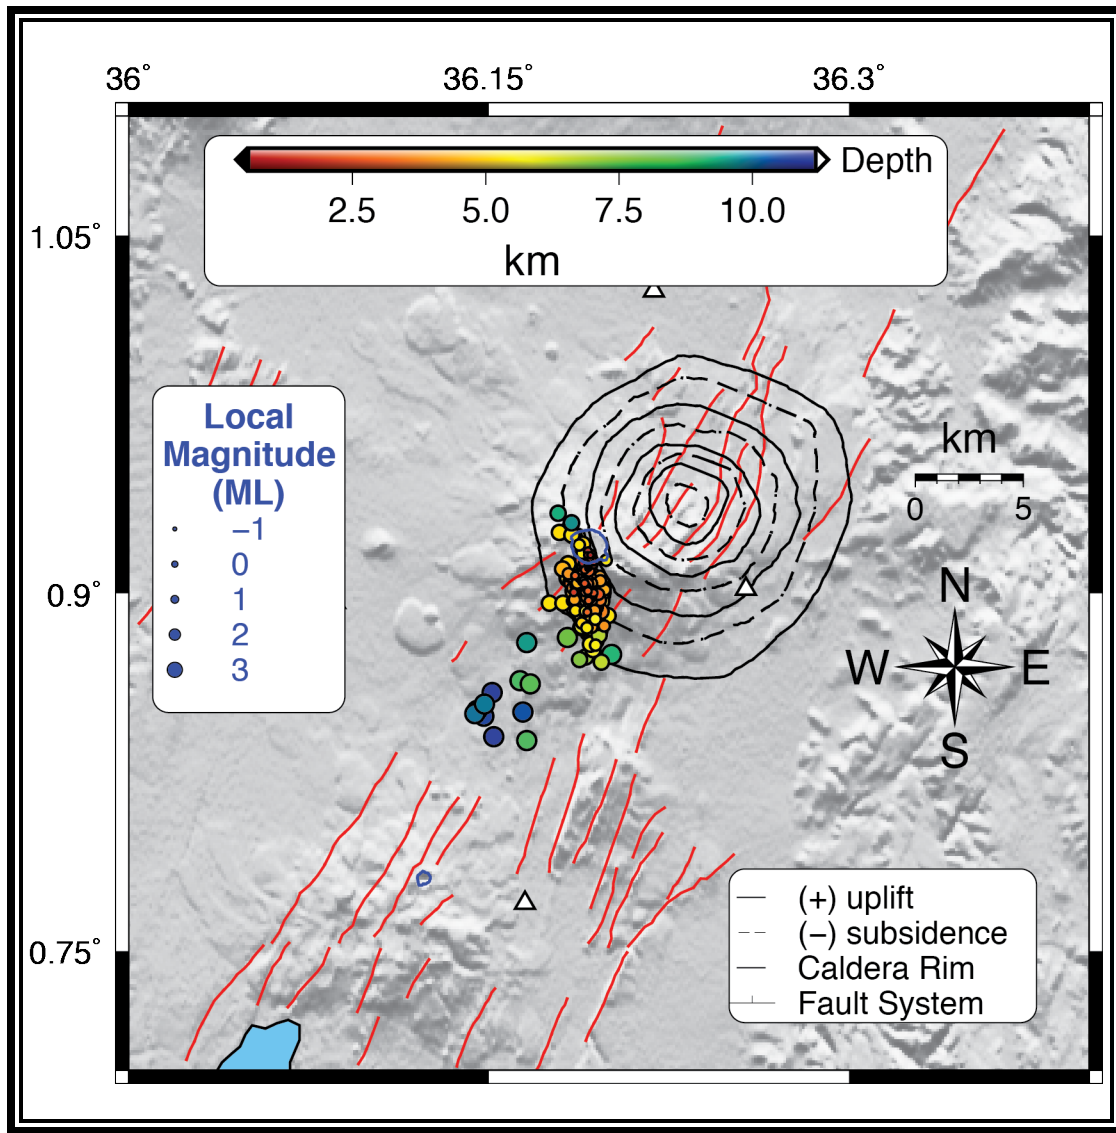 36° 36.15° 36.3°
Depth
2.5 5.0 7.5 10.0
km
1.05°
0.9°
0.75°
Local
Magnitude
(ML)
−1
0
1
2
3
km
0 5
N
W E
S
(+) uplift
(−) subsidence
Caldera Rim
Fault System